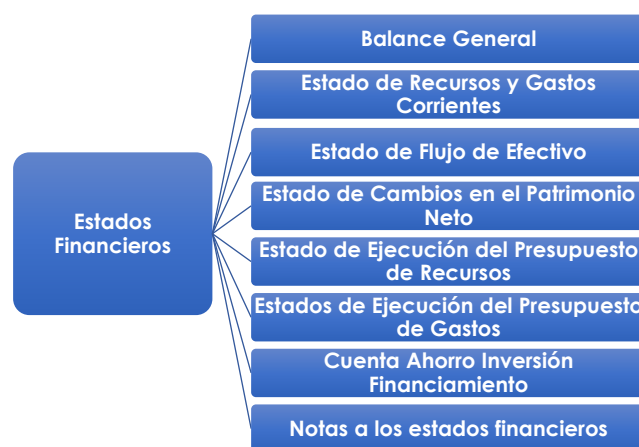 Estados
Financieros
Balance General
Estado de Recursos y Gastos
Corrientes
Estado de Flujo de Efectivo
Estado de Cambios en el Patrimonio
Neto
Estado de Ejecución del Presupuesto
de Recursos
Estados de Ejecución del Presupuesto
de Gastos
Cuenta Ahorro Inversión
Financiamiento
Notas a los estados financieros